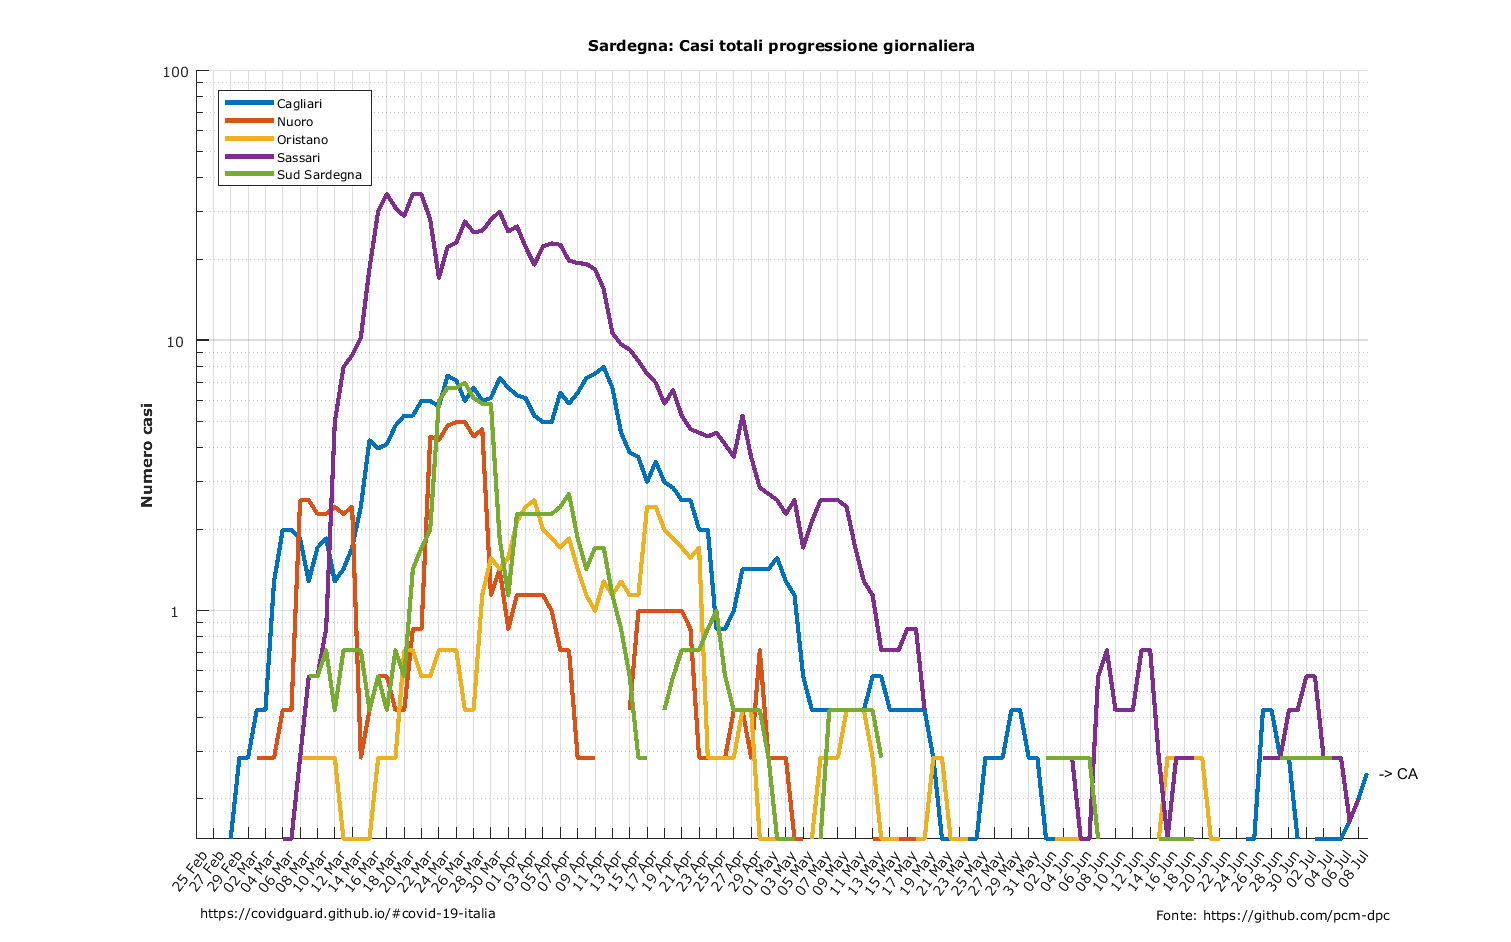 Sardegna: Casi totali progressione giornaliera
100
10
1
Numero casi
Cagliari
Nuoro
Oristano
Sassari
Sud Sardegna
-> CA
25 Feb
27 Feb
29 Feb
02 Mar
04 Mar
06 Mar
08 Mar
10 Mar
12 Mar
14 Mar
16 Mar
18 Mar
20 Mar
22 Mar
24 Mar
26 Mar
28 Mar
30 Mar
01 Apr
03 Apr
05 Apr
07 Apr
09 Apr
11 Apr
13 Apr
15 Apr
17 Apr
19 Apr
21 Apr
23 Apr
25 Apr
27 Apr
29 Apr
01 May
03 May
05 May
07 May
09 May
11 May
13 May
15 May
17 May
19 May
21 May
23 May
25 May
27 May
29 May
31 May
02 Jun
04 Jun
06 Jun
08 Jun
10 Jun
12 Jun
14 Jun
16 Jun
18 Jun
20 Jun
22 Jun
24 Jun
26 Jun
28 Jun
30 Jun
02 Jul
04 Jul
06 Jul
08 Jul
https://covidguard.github.io/#covid-19-italia
Fonte: https://github.com/pcm-dpc